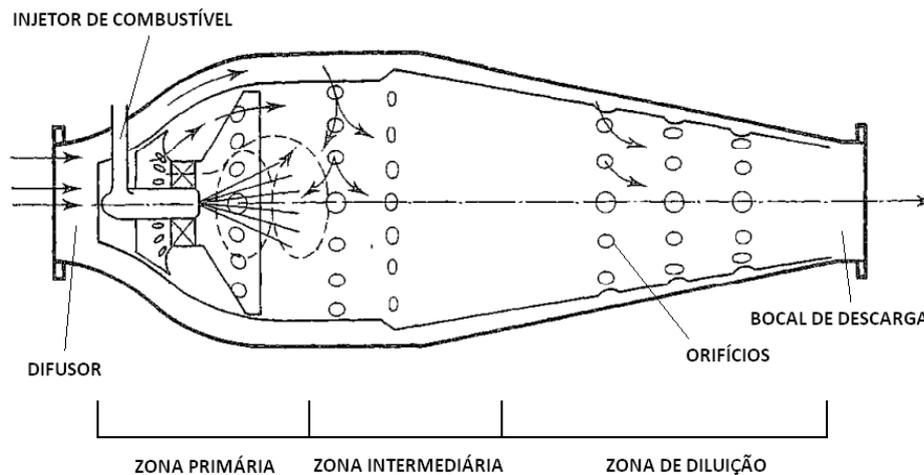 INJETOR DE COMBUSTÍVEL
BOCAL DE DESCARGA
ORIFÍCIOS
DIFUSOR
ZONA PRIMÁRIA
ZONA INTERMEDIÁRIA
ZONA DE DILUIÇÃO